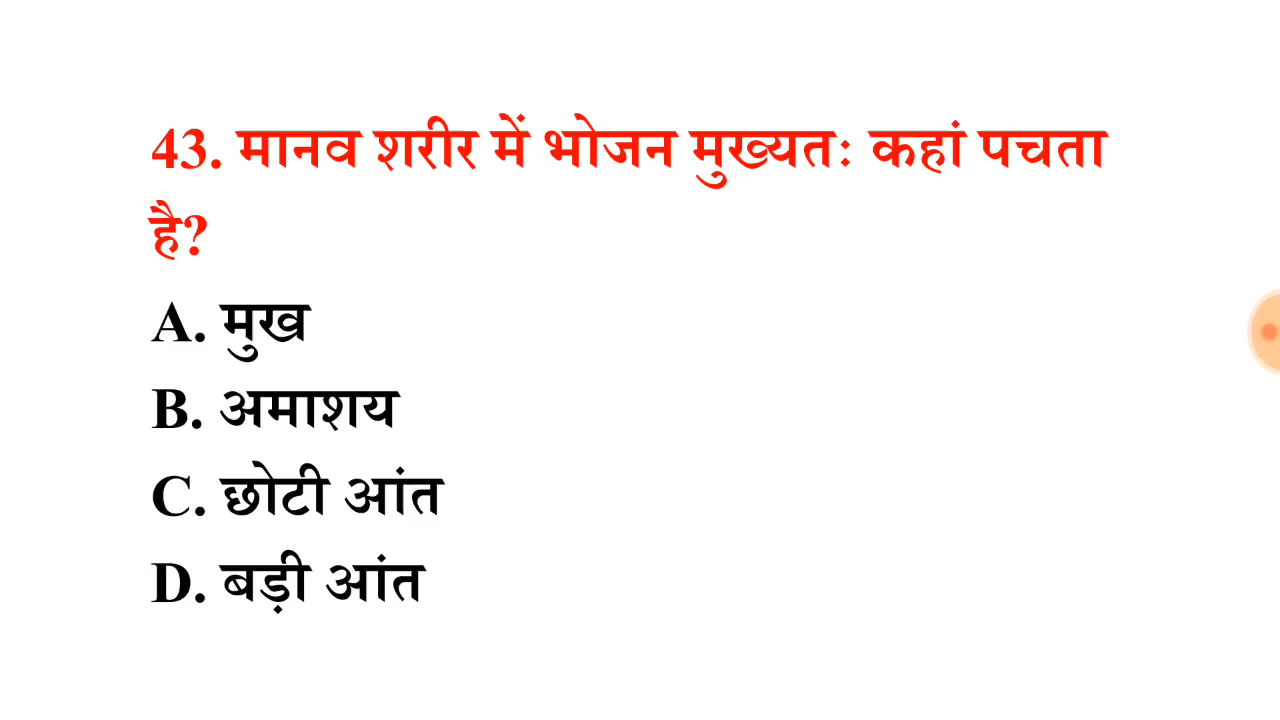 43. मानव शरीर में भोजन मुख्यतः कहां पचता
है?
A. मुख
B. अमाशय
C. छोटी आंत
D. बड़ी आंत